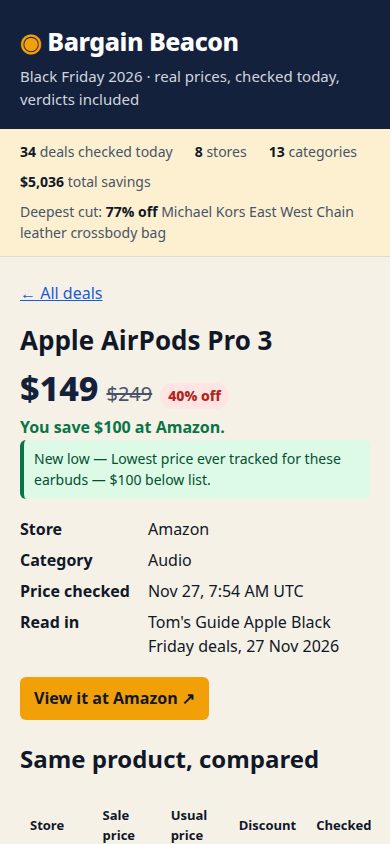 ◉ Bargain Beacon
Black Friday 2026 · real prices, checked today,
verdicts included
34 deals checked today 8 stores 13 categories
$5,036 total savings
Deepest cut: 77% off Michael Kors East West Chain
leather crossbody bag
← All deals
Apple AirPods Pro 3
$149 $249 40% off
You save $100 at Amazon.
New low — Lowest price ever tracked for these
earbuds — $100 below list.
Store Amazon
Category Audio
Price checked Nov 27, 7:54 AM UTC
Read in Tom's Guide Apple Black
Friday deals, 27 Nov 2026
View it at Amazon ↗
Same product, compared
Store Sale price Usual price Discount Checked